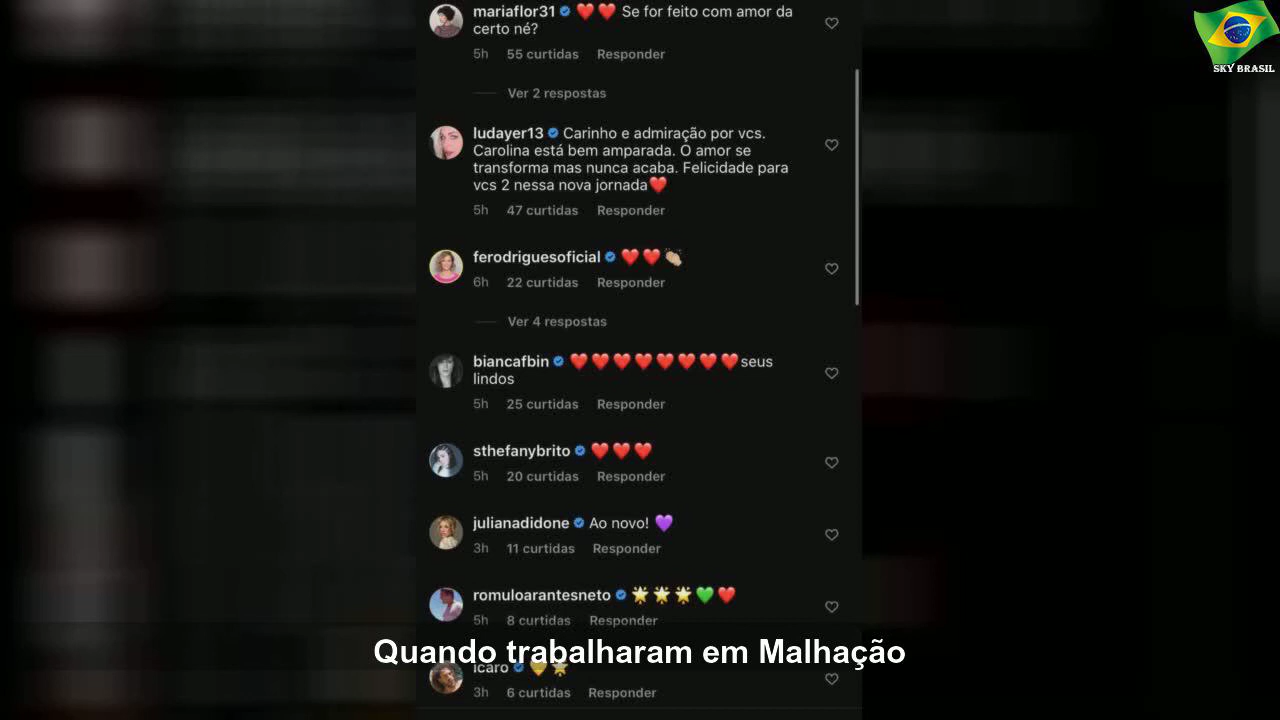 mariaflor31 ❤️❤️ Se for feito com amor da
certo né?
5h 55 curtidas Responder
Ver 2 respostas
ludayer13 Carinho e admiração por vcs.
Carolina está bem amparada. O amor se
transforma mas nunca acaba. Felicidade para
vcs 2 nessa nova jornada❤️
5h 47 curtidas Responder
ferodriguesoficial ❤️❤️👏🏼
6h 22 curtidas Responder
Ver 4 respostas
biancafbin ❤️❤️❤️❤️❤️❤️❤️❤️seus
lindos
5h 25 curtidas Responder
sthefanybrito ❤️❤️❤️
5h 20 curtidas Responder
julianadidone Ao novo! 💜
3h 11 curtidas Responder
romuloarantesneto 🌟🌟🌟💚❤️
5h 8 curtidas Responder
icaro 💛🌟
3h 6 curtidas Responder
Quando trabalharam em Malhação
SKY BRASIL